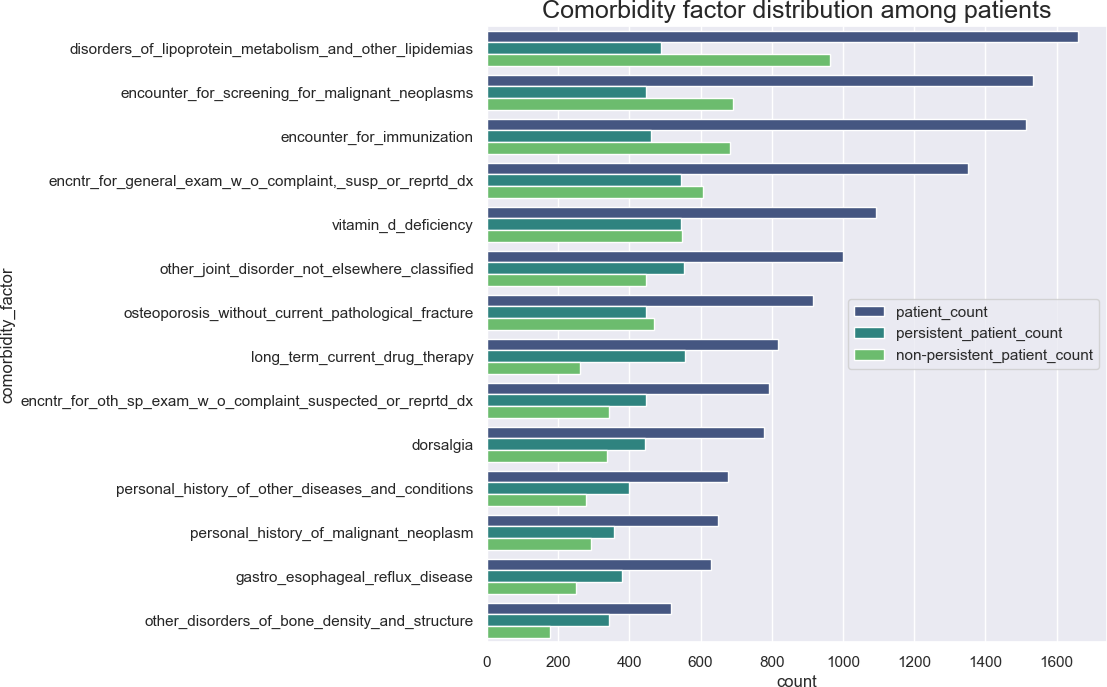 Comorbidity factor distribution among patients
disorders_of_lipoprotein_metabolism_and_other_lipidemias
encounter_for_screening_for_malignant_neoplasms
encounter_for_immunization
encntr_for_general_exam_w_o_complaint,_susp_or_reprtd_dx
vitamin_d_deficiency
other_joint_disorder_not_elsewhere_classified
osteoporosis_without_current_pathological_fracture
long_term_current_drug_therapy
encntr_for_oth_sp_exam_w_o_complaint_suspected_or_reprtd_dx
dorsalgia
personal_history_of_other_diseases_and_conditions
personal_history_of_malignant_neoplasm
gastro_esophageal_reflux_disease
other_disorders_of_bone_density_and_structure
comorbidity_factor
patient_count
persistent_patient_count
non-persistent_patient_count
0 200 400 600 800 1000 1200 1400 1600
count